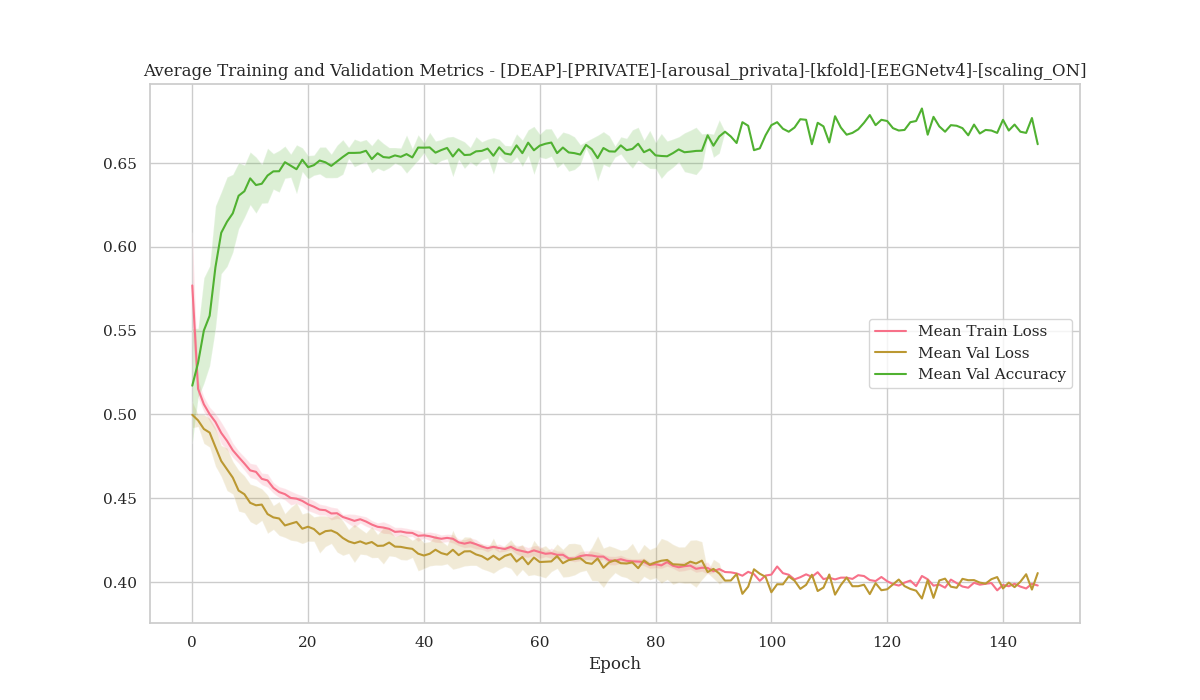 Average Training and Validation Metrics - [DEAP]-[PRIVATE]-[arousal_privata]-[kfold]-[EEGNetv4]-[scaling_ON]
0.65
0.60
0.55
0.50
0.45
0.40
Mean Train Loss
Mean Val Loss
Mean Val Accuracy
0 20 40 60 80 100 120 140
Epoch